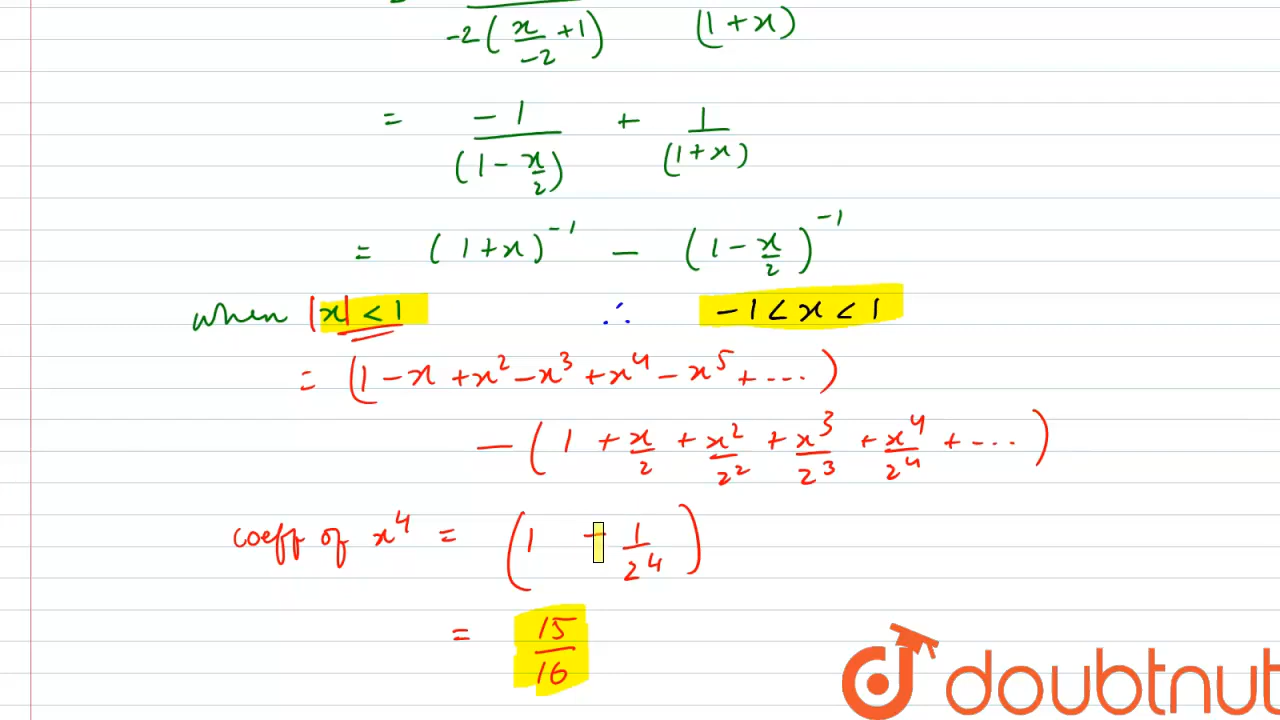 -2(x/-2 + 1) (1+x)
= -1/(1 - x/2) + 1/(1+x)
= (1+x)^-1 - (1 - x/2)^-1
when |x| < 1 ∴ -1 < x < 1
= (1 - x + x^2 - x^3 + x^4 - x^5 + ....)
- (1 + x/2 + x^2/2^2 + x^3/2^3 + x^4/2^4 + ....)
coeff of x^4 = (1 - 1/2^4)
= 15/16
doubtnut